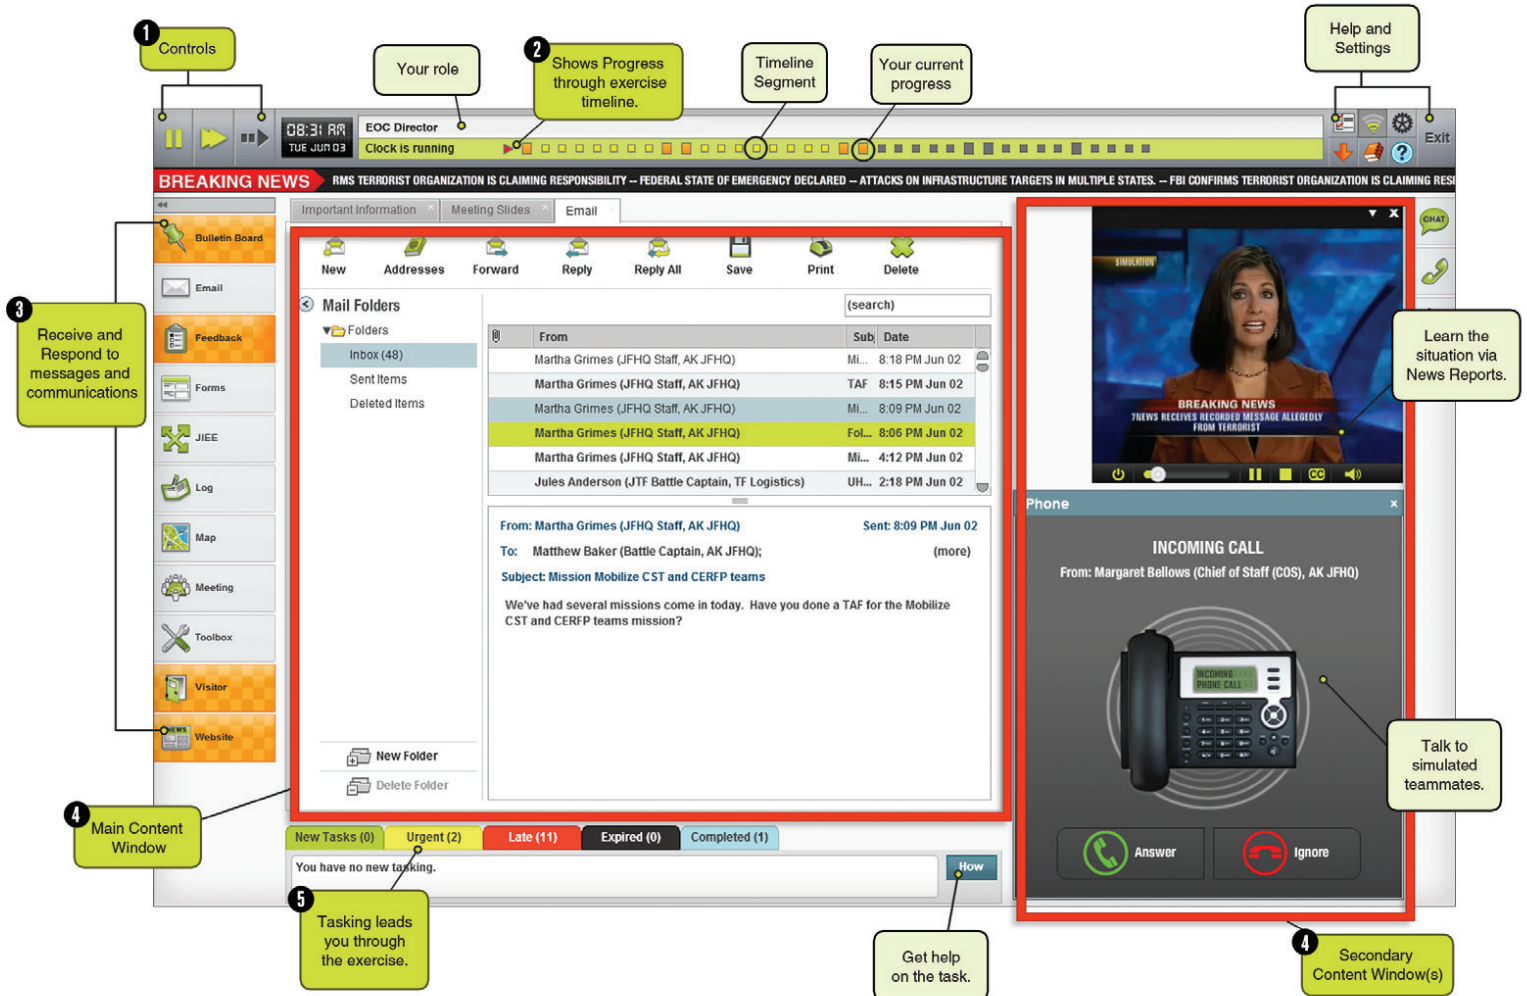 1
Controls
Your role
2
Shows Progress
through exercise
timeline.
Timeline
Segment
Your current
progress
Help and
Settings
08:31 AM
TUE JUN 03
EOC Director
Clock is running
Exit
BREAKING NEWS
RMS TERRORIST ORGANIZATION IS CLAIMING RESPONSIBILITY -- FEDERAL STATE OF EMERGENCY DECLARED -- ATTACKS ON INFRASTRUCTURE TARGETS IN MULTIPLE STATES. -- FBI CONFIRMS TERRORIST ORGANIZATION IS CLAIMING RESI
Important Information
Meeting Slides
Email
Bulletin Board
Email
Feedback
Forms
JIEE
Log
Map
Meeting
Toolbox
Visitor
NEWS
Website
3
Receive and
Respond to
messages and
communications
New
Addresses
Forward
Reply
Reply All
Save
Print
Delete
Mail Folders
Folders
Inbox (48)
Sent Items
Deleted Items
(search)
From Sub Date
Martha Grimes (JFHQ Staff, AK JFHQ) Mi... 8:18 PM Jun 02
Martha Grimes (JFHQ Staff, AK JFHQ) TAF 8:15 PM Jun 02
Martha Grimes (JFHQ Staff, AK JFHQ) Mi... 8:09 PM Jun 02
Martha Grimes (JFHQ Staff, AK JFHQ) Fol... 8:06 PM Jun 02
Martha Grimes (JFHQ Staff, AK JFHQ) Mi... 4:12 PM Jun 02
Jules Anderson (JTF Battle Captain, TF Logistics) UH... 2:18 PM Jun 02
From: Martha Grimes (JFHQ Staff, AK JFHQ) Sent: 8:09 PM Jun 02
To: Matthew Baker (Battle Captain, AK JFHQ); (more)
Subject: Mission Mobilize CST and CERFP teams
We've had several missions come in today. Have you done a TAF for the Mobilize
CST and CERFP teams mission?
New Folder
Delete Folder
4
Main Content
Window
New Tasks (0)
Urgent (2)
Late (11)
Expired (0)
Completed (1)
You have no new tasking.
How
5
Tasking leads
you through
the exercise.
Get help
on the task.
SIMULATION
BREAKING NEWS
7NEWS RECEIVES RECORDED MESSAGE ALLEGEDLY
FROM TERRORIST
CC
CHAT
Learn the
situation via
News Reports.
Phone
INCOMING CALL
From: Margaret Bellows (Chief of Staff (COS), AK JFHQ)
INCOMING
PHONE CALL
Talk to
simulated
teammates.
Answer
Ignore
4
Secondary
Content Window(s)